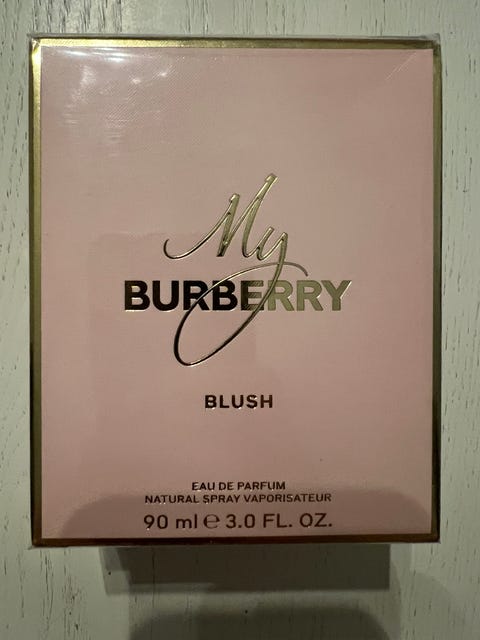 My
BURBERRY
BLUSH
EAU DE PARFUM
NATURAL SPRAY VAPORISATEUR
90 ml ℮ 3.0 FL. OZ.